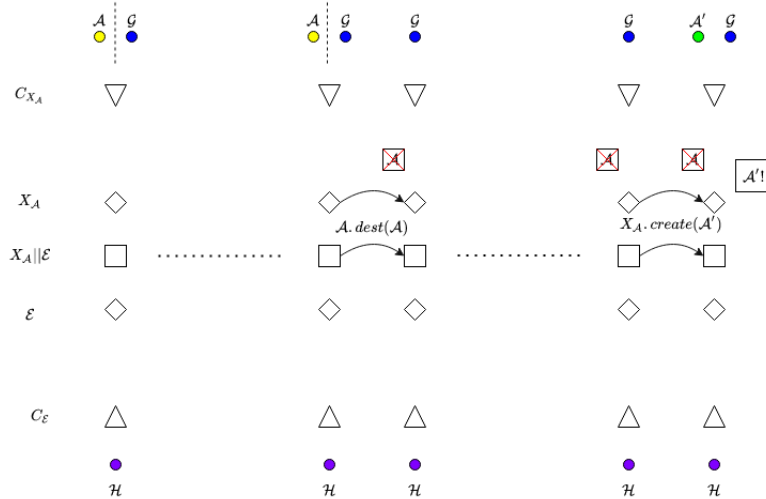 𝒜 𝒢 𝒜 𝒢 𝒢 𝒢 𝒜′ 𝒢
C_{X_𝒜}
𝒜 𝒜 𝒜
𝒜′!
X_𝒜
𝒜.dest(𝒜) X_𝒜.create(𝒜′)
X_𝒜||ℰ
ℰ
C_ℰ
ℋ ℋ ℋ ℋ ℋ